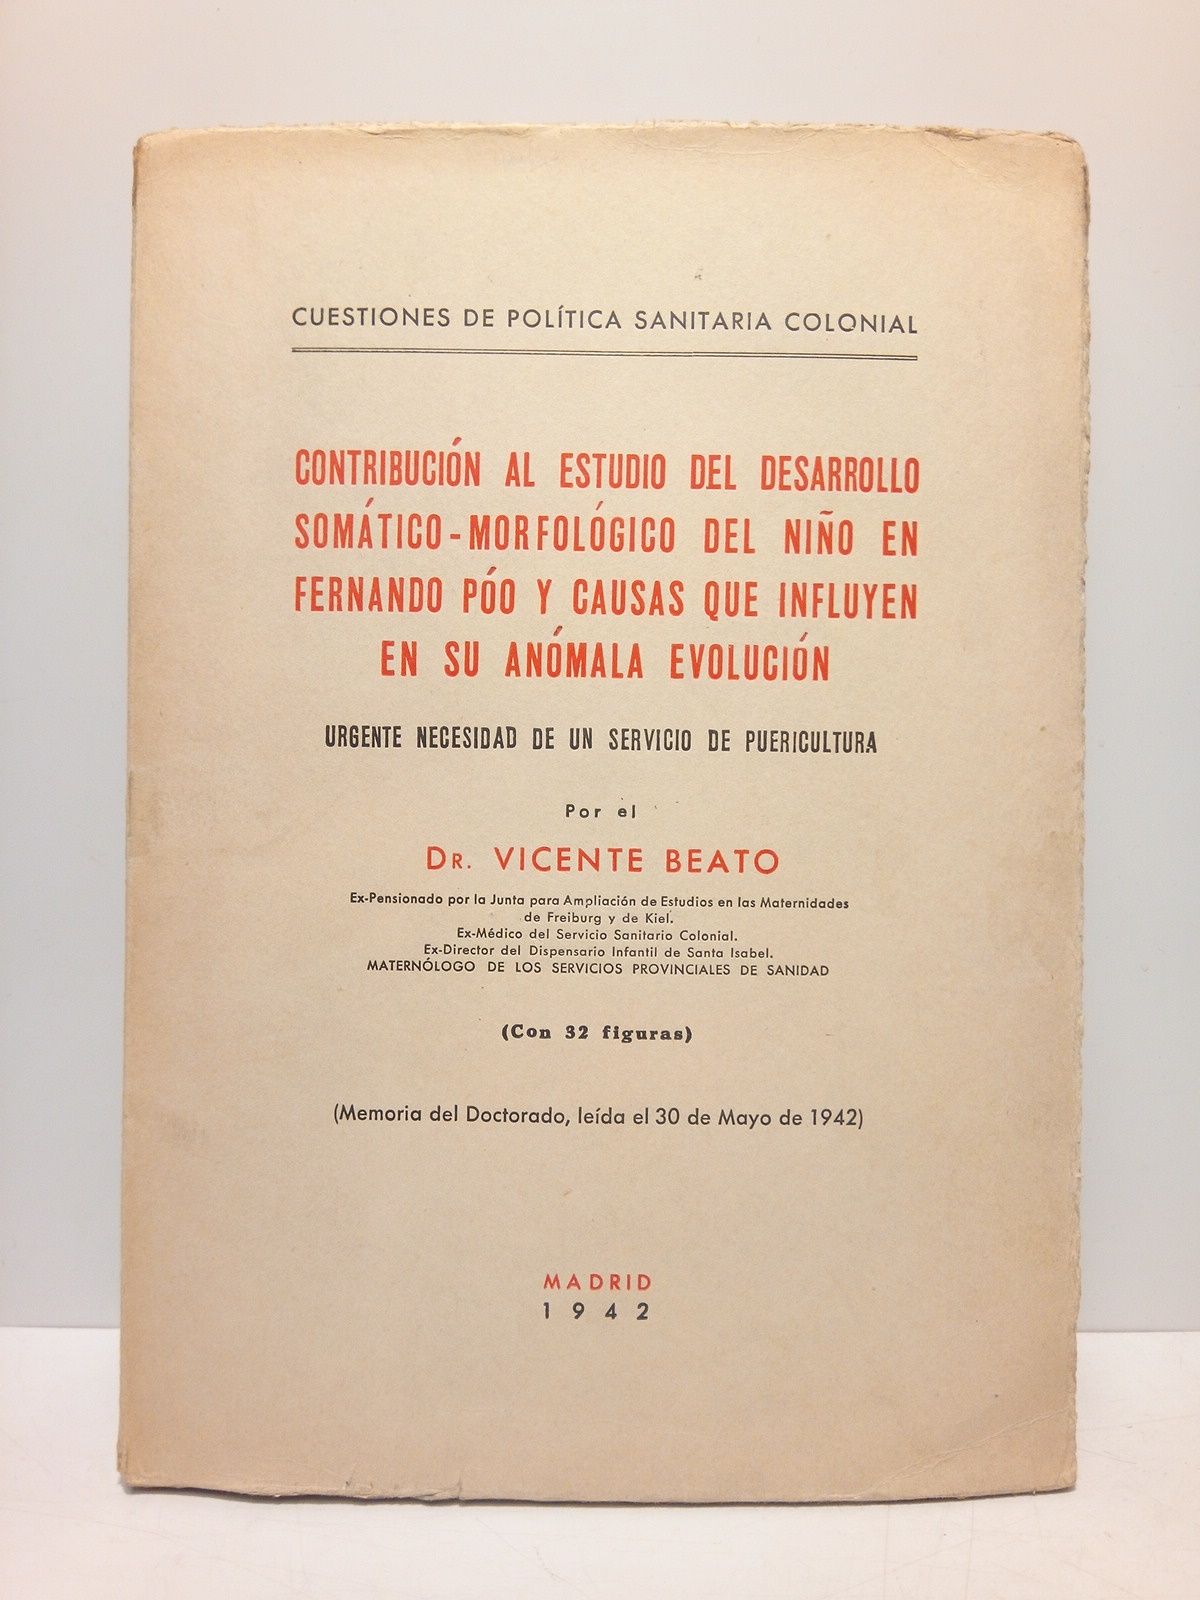 CUESTIONES DE POLÍTICA SANITARIA COLONIAL
CONTRIBUCIÓN AL ESTUDIO DEL DESARROLLO
SOMÁTICO-MORFOLÓGICO DEL NIÑO EN
FERNANDO PÓO Y CAUSAS QUE INFLUYEN
EN SU ANÓMALA EVOLUCIÓN
URGENTE NECESIDAD DE UN SERVICIO DE PUERICULTURA
Por el
DR. VICENTE BEATO
Ex-Pensionado por la Junta para Ampliación de Estudios en las Maternidades
de Freiburg y de Kiel.
Ex-Médico del Servicio Sanitario Colonial.
Ex-Director del Dispensario Infantil de Santa Isabel.
MATERNÓLOGO DE LOS SERVICIOS PROVINCIALES DE SANIDAD
(Con 32 figuras)
(Memoria del Doctorado, leída el 30 de Mayo de 1942)
MADRID
1942